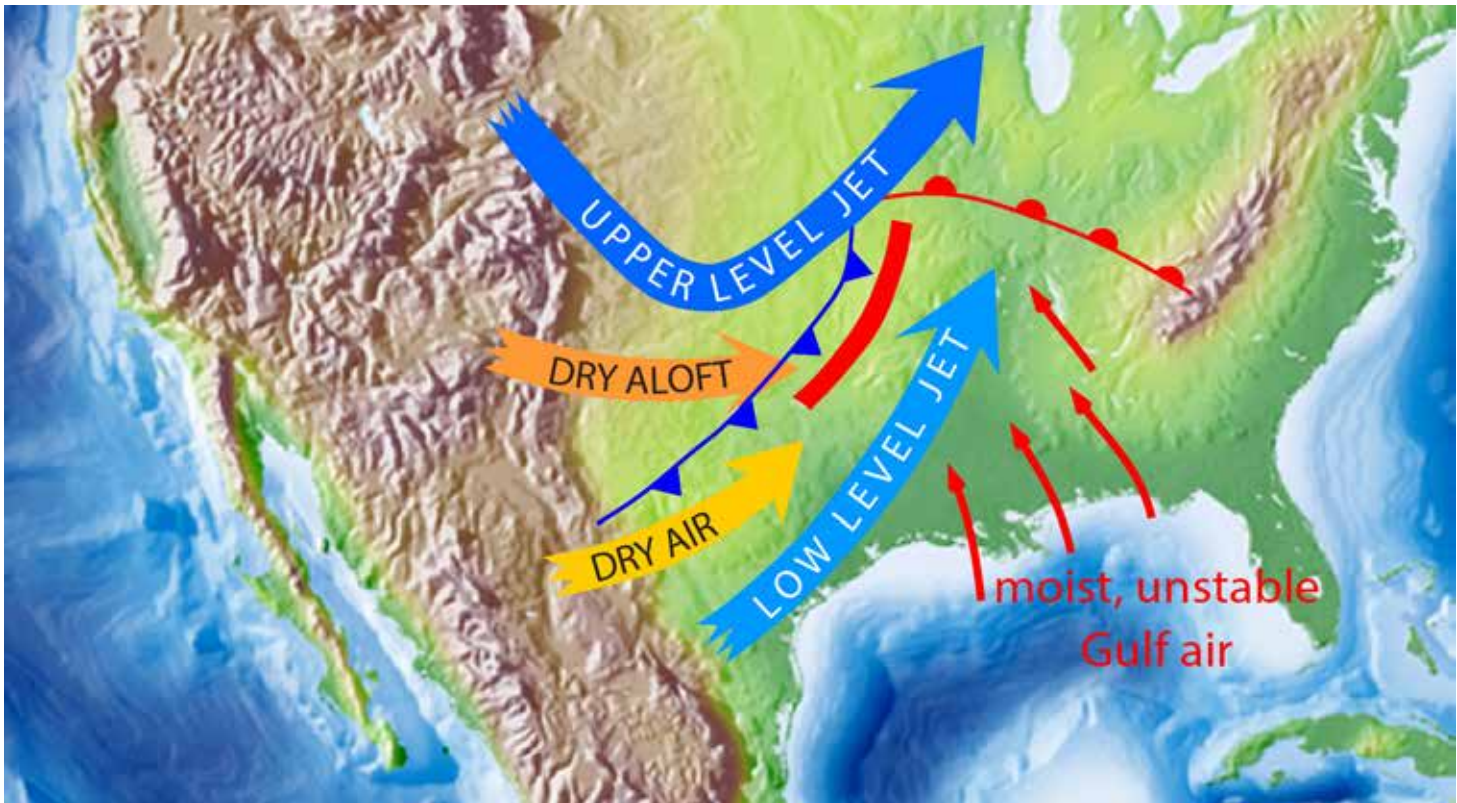 UPPER LEVEL JET
DRY ALOFT
LOW LEVEL JET
DRY AIR
moist, unstable
Gulf air